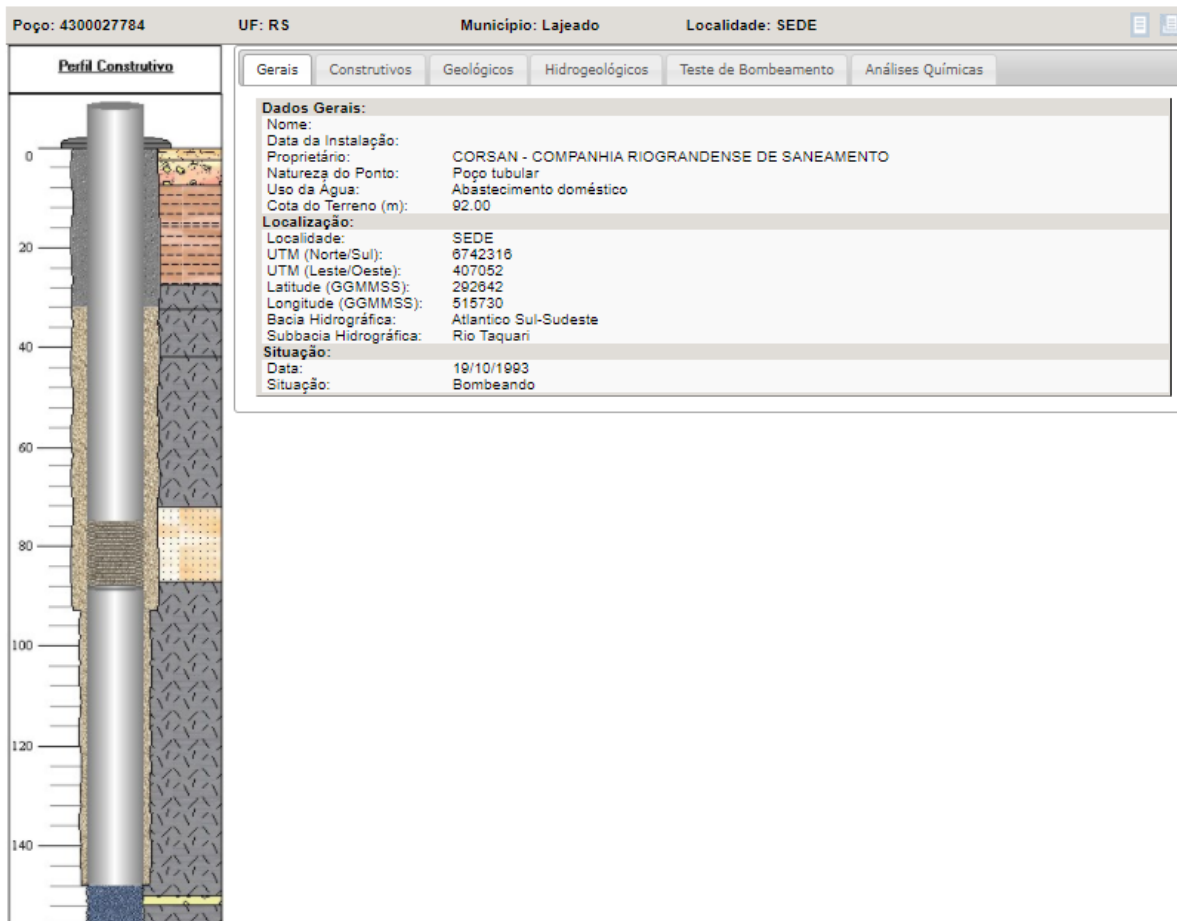 Poço: 4300027784 UF: RS Município: Lajeado Localidade: SEDE
Perfil Construtivo
0
20
40
60
80
100
120
140
Gerais Construtivos Geológicos Hidrogeológicos Teste de Bombeamento Análises Químicas
Dados Gerais:
Nome:
Data da Instalação:
Proprietário: CORSAN - COMPANHIA RIOGRANDENSE DE SANEAMENTO
Natureza do Ponto: Poço tubular
Uso da Água: Abastecimento doméstico
Cota do Terreno (m): 92.00
Localização:
Localidade: SEDE
UTM (Norte/Sul): 6742316
UTM (Leste/Oeste): 407052
Latitude (GGMMSS): 292642
Longitude (GGMMSS): 515730
Bacia Hidrográfica: Atlantico Sul-Sudeste
Subbacia Hidrográfica: Rio Taquari
Situação:
Data: 19/10/1993
Situação: Bombeando